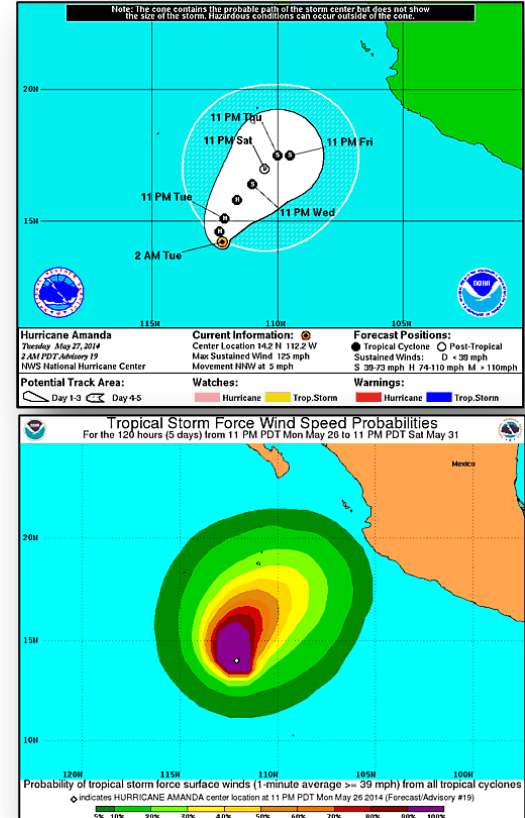 Note: The cone contains the probable path of the storm center but does not show
the size of the storm. Hazardous conditions can occur outside of the cone.
20N
11 PM Thu
11 PM Sat
11 PM Fri
11 PM Tue
11 PM Wed
15N
2 AM Tue
NOAA
115W
110W
105W
Hurricane Amanda
Tuesday May 27, 2014
2 AM PDT Advisory 19
NWS National Hurricane Center
Current Information:
Center Location 14.2 N 112.2 W
Max Sustained Wind 125 mph
Movement NNW at 5 mph
Forecast Positions:
Tropical Cyclone Post-Tropical
Sustained Winds: D < 39 mph
S 39-73 mph H 74-110 mph M > 110mph
Potential Track Area:
Day 1-3 Day 4-5
Watches:
Hurricane Trop.Storm
Warnings:
Hurricane Trop.Storm
Tropical Storm Force Wind Speed Probabilities
For the 120 hours (5 days) from 11 PM PDT Mon May 26 to 11 PM PDT Sat May 31
Mexico
20N
15N
10N
120W
115W
110W
105W
100W
Probability of tropical storm force surface winds (1-minute average >= 39 mph) from all tropical cyclones
indicates HURRICANE AMANDA center location at 11 PM PDT Mon May 26 2014 (Forecast/Advisory #19)
5% 10% 20% 30% 40% 50% 60% 70% 80% 90% 100%